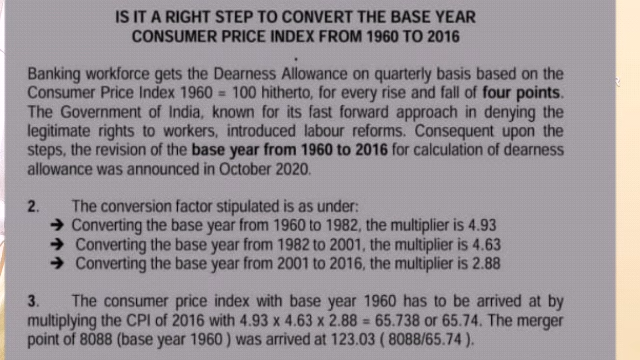 IS IT A RIGHT STEP TO CONVERT THE BASE YEAR
CONSUMER PRICE INDEX FROM 1960 TO 2016
Banking workforce gets the Dearness Allowance on quarterly basis based on the
Consumer Price Index 1960 = 100 hitherto, for every rise and fall of four points.
The Government of India, known for its fast forward approach in denying the
legitimate rights to workers, introduced labour reforms. Consequent upon the
steps, the revision of the base year from 1960 to 2016 for calculation of dearness
allowance was announced in October 2020.
2. The conversion factor stipulated is as under:
➔ Converting the base year from 1960 to 1982, the multiplier is 4.93
➔ Converting the base year from 1982 to 2001, the multiplier is 4.63
➔ Converting the base year from 2001 to 2016, the multiplier is 2.88
3. The consumer price index with base year 1960 has to be arrived at by
multiplying the CPI of 2016 with 4.93 x 4.63 x 2.88 = 65.738 or 65.74. The merger
point of 8088 (base year 1960 ) was arrived at 123.03 ( 8088/65.74 ).